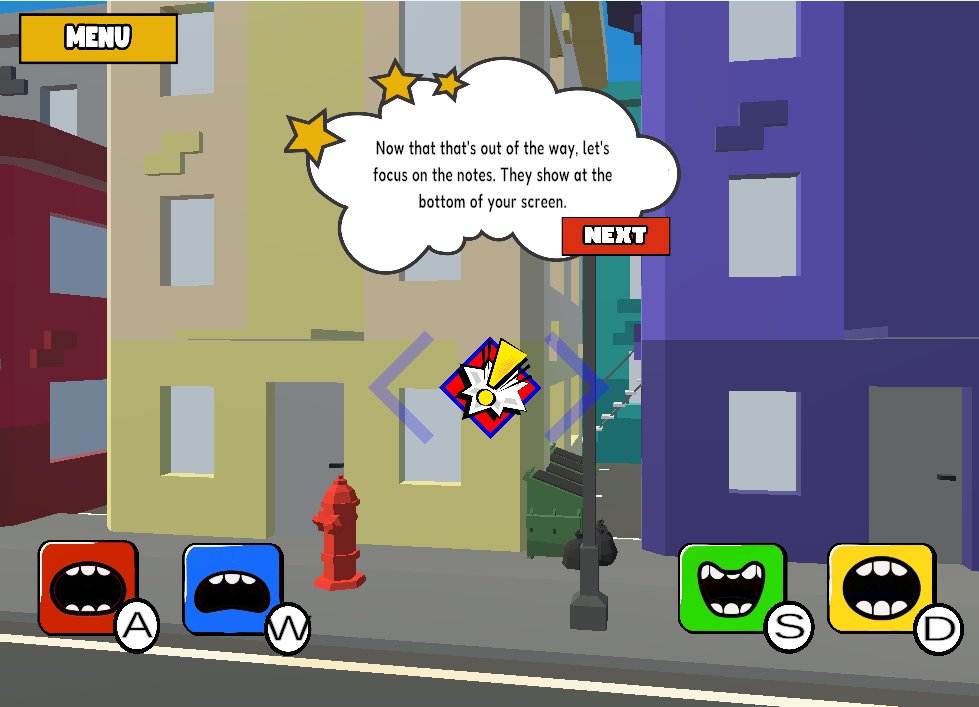 MENU
Now that that's out of the way, let's
focus on the notes. They show at the
bottom of your screen.
NEXT
A
W
S
D